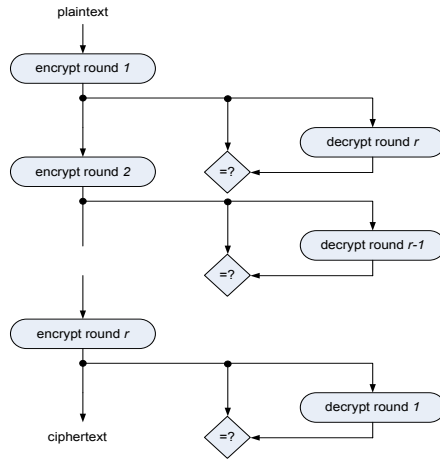 plaintext
encrypt round 1
decrypt round r
=?
encrypt round 2
decrypt round r-1
=?
encrypt round r
decrypt round 1
=?
ciphertext